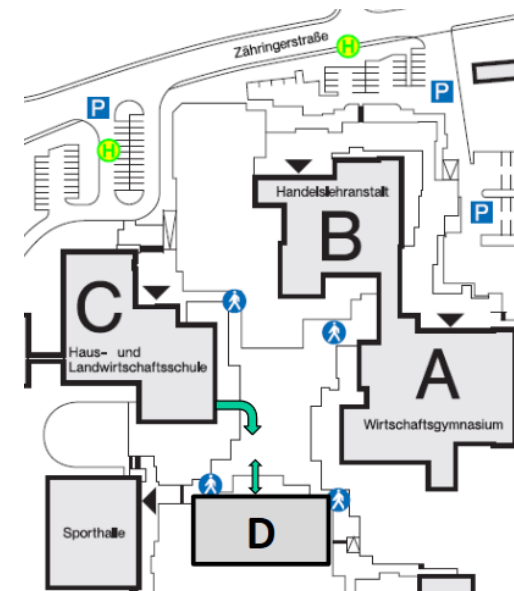 Zähringerstraße
H
P
P
H
Handelslehranstalt
B
P
C
Haus- und
Landwirtschaftsschule
A
Wirtschaftsgymnasium
Sporthalle
D